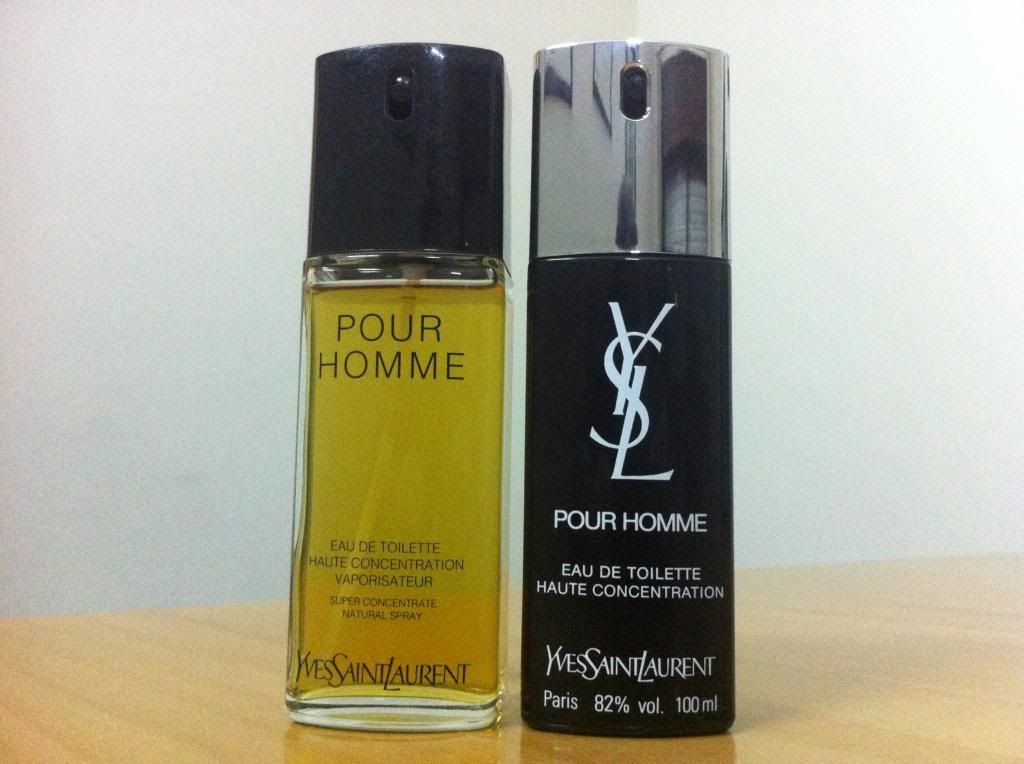 POUR
HOMME
EAU DE TOILETTE
HAUTE CONCENTRATION
VAPORISATEUR
SUPER CONCENTRATE
NATURAL SPRAY
YVESSAINTLAURENT
YSL
POUR HOMME
EAU DE TOILETTE
HAUTE CONCENTRATION
YVESSAINTLAURENT
Paris 82% vol. 100 ml